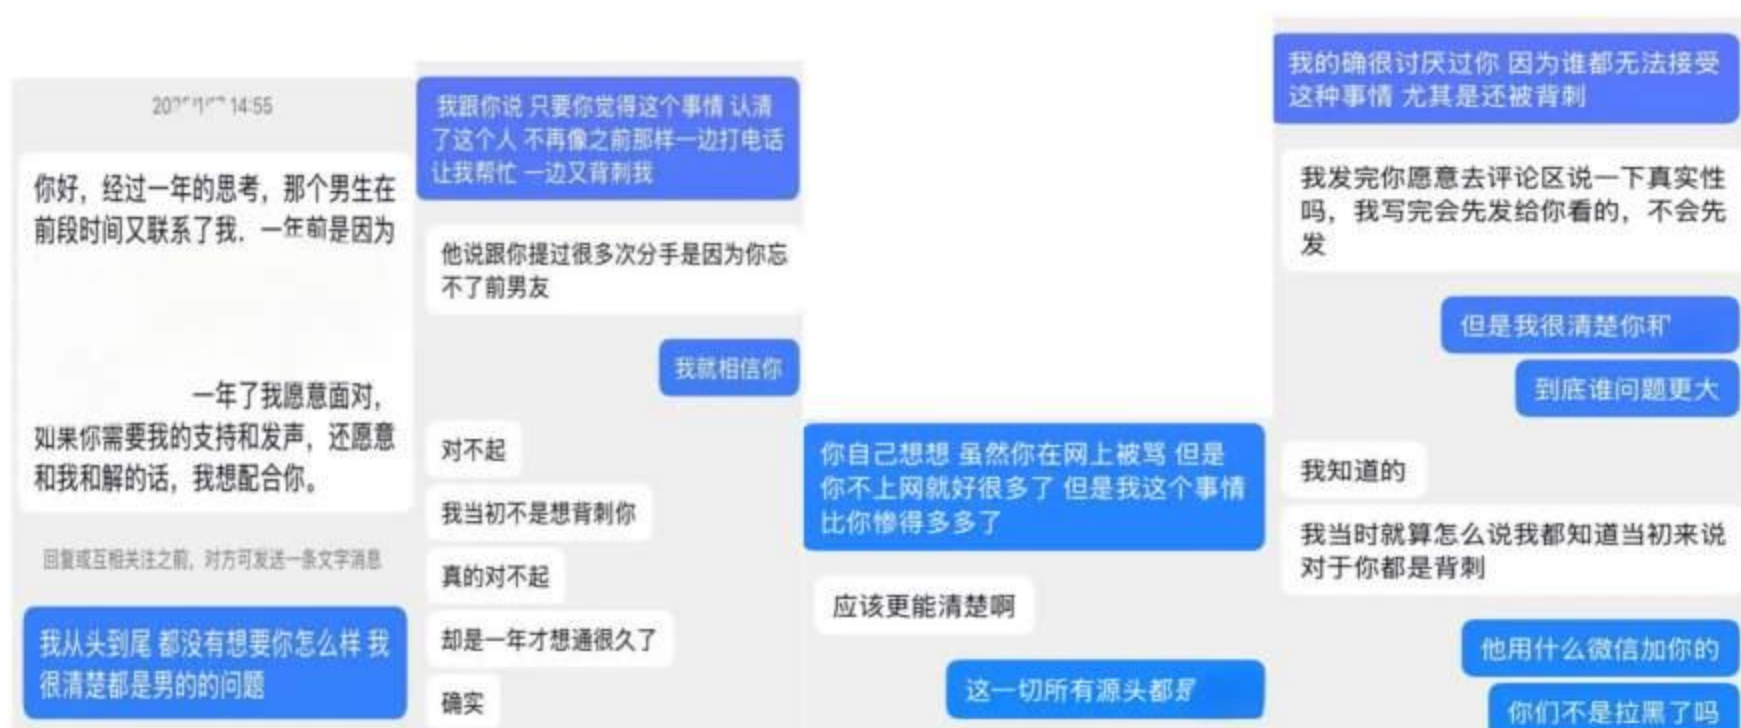 14:55
你好，经过一年的思考，那个男生在
前段时间又联系了我．一年前是因为
一年了我愿意面对，
如果你需要我的支持和发声，还愿意
和我和解的话，我想配合你。
回复或互相关注之前，对方可发送一条文字消息
我从头到尾 都没有想要你怎么样 我
很清楚都是男的的问题
我跟你说 只要你觉得这个事情 认清
了这个人 不再像之前那样一边打电话
让我帮忙 一边又背刺我
他说跟你提过很多次分手是因为你忘
不了前男友
我就相信你
对不起
我当初不是想背刺你
真的对不起
却是一年才想通很久了
确实
你自己想想 虽然你在网上被骂 但是
你不上网就好很多了 但是我这个事情
比你惨得多多了
应该更能清楚啊
这一切所有源头都
我的确很讨厌过你 因为谁都无法接受
这种事情 尤其是还被背刺
我发完你愿意去评论区说一下真实性
吗，我写完会先发给你看的，不会先
发
但是我很清楚你和
到底谁问题更大
我知道的
我当时就算怎么说我都知道当初来说
对于你都是背刺
他用什么微信加你的
你们不是拉黑了吗